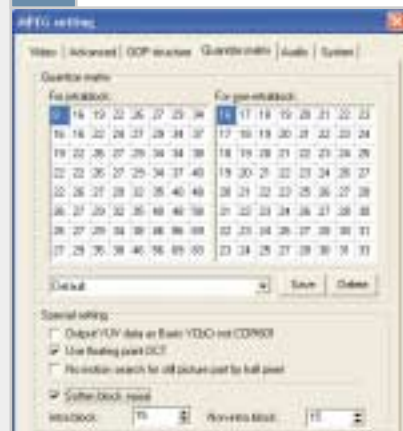 MPEG setting
Video Advanced GOP structure Quantize matrix Audio System
Quantize matrix
For intra block For non-intra block
8 16 19 22 26 27 29 34 16 17 18 19 20 21 22 23
16 16 22 24 27 29 34 37 17 18 19 20 21 22 23 24
19 22 26 27 29 34 34 38 18 19 20 21 22 23 24 25
22 22 26 27 29 34 37 40 19 20 21 22 23 24 26 27
22 26 27 29 32 35 40 48 20 21 22 23 25 26 27 28
26 27 29 32 35 40 48 58 21 22 23 24 26 27 28 30
26 27 29 34 38 46 56 69 22 23 24 26 27 28 30 31
27 29 35 38 46 56 69 83 23 24 25 27 28 30 31 33
Default Save Delete
Special setting
Output YUV data as Basic YCbCr not CCIR601
Use floating point DCT
No motion search for still picture part by half pixel
Soften block noise
Intra block: 15 Non-intra block: 15